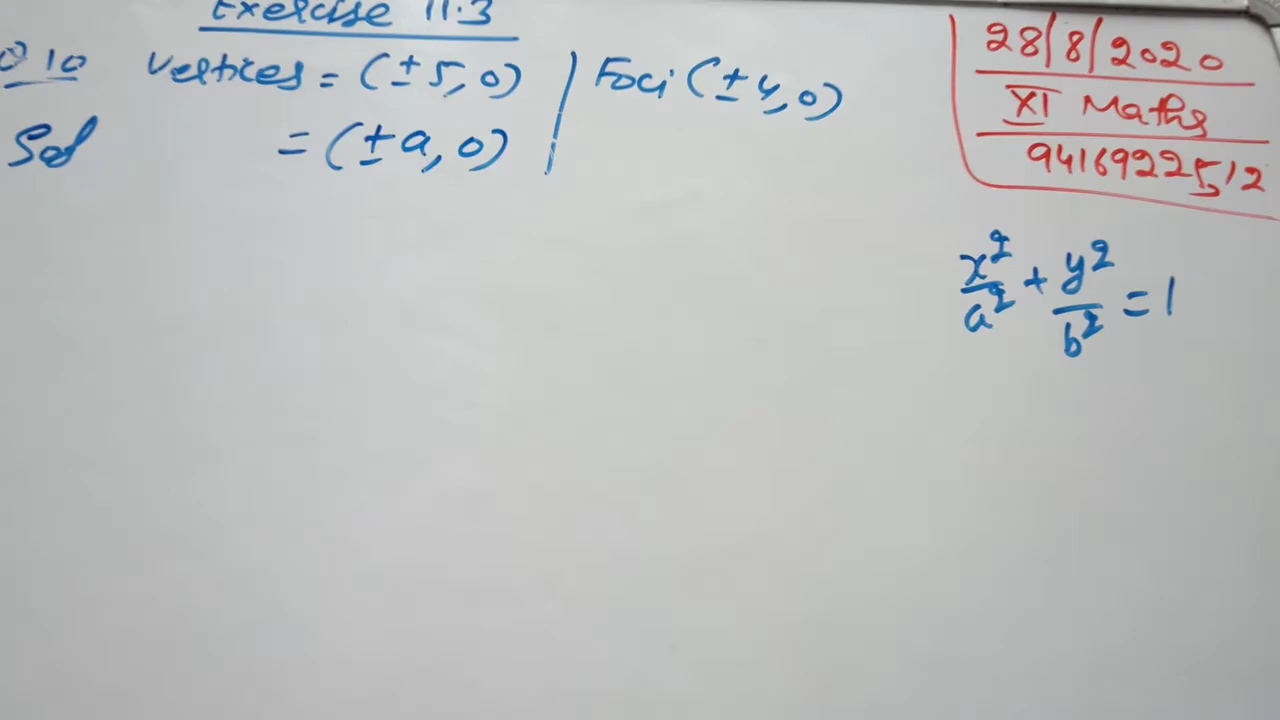 Exercise 11.3
Q 10 Vertices = (±5, 0) | Foci (±4, 0)
Sol = (±a, 0)
28/8/2020
XI Maths
9416922512
x²/a² + y²/b² = 1